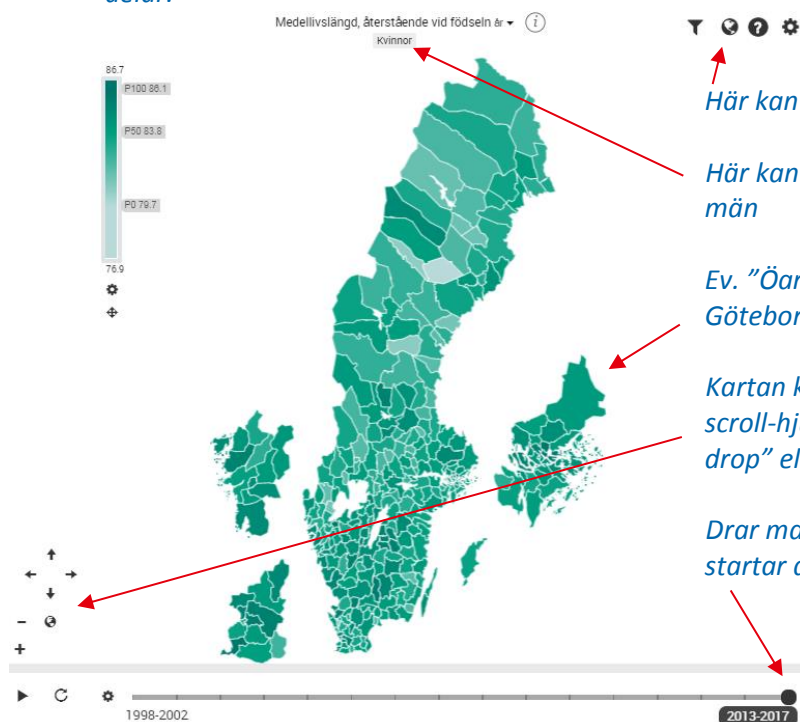 Medellivslängd, återstående vid födseln år
Kvinnor
86.7
P100 86.1
P50 83.8
P0 79.7
76.9
Här kan
Här kan
män
Ev. ”Öar
Götebor
Kartan k
scroll-hj
drop” el
Drar ma
startar
1998-2002
2013-2017